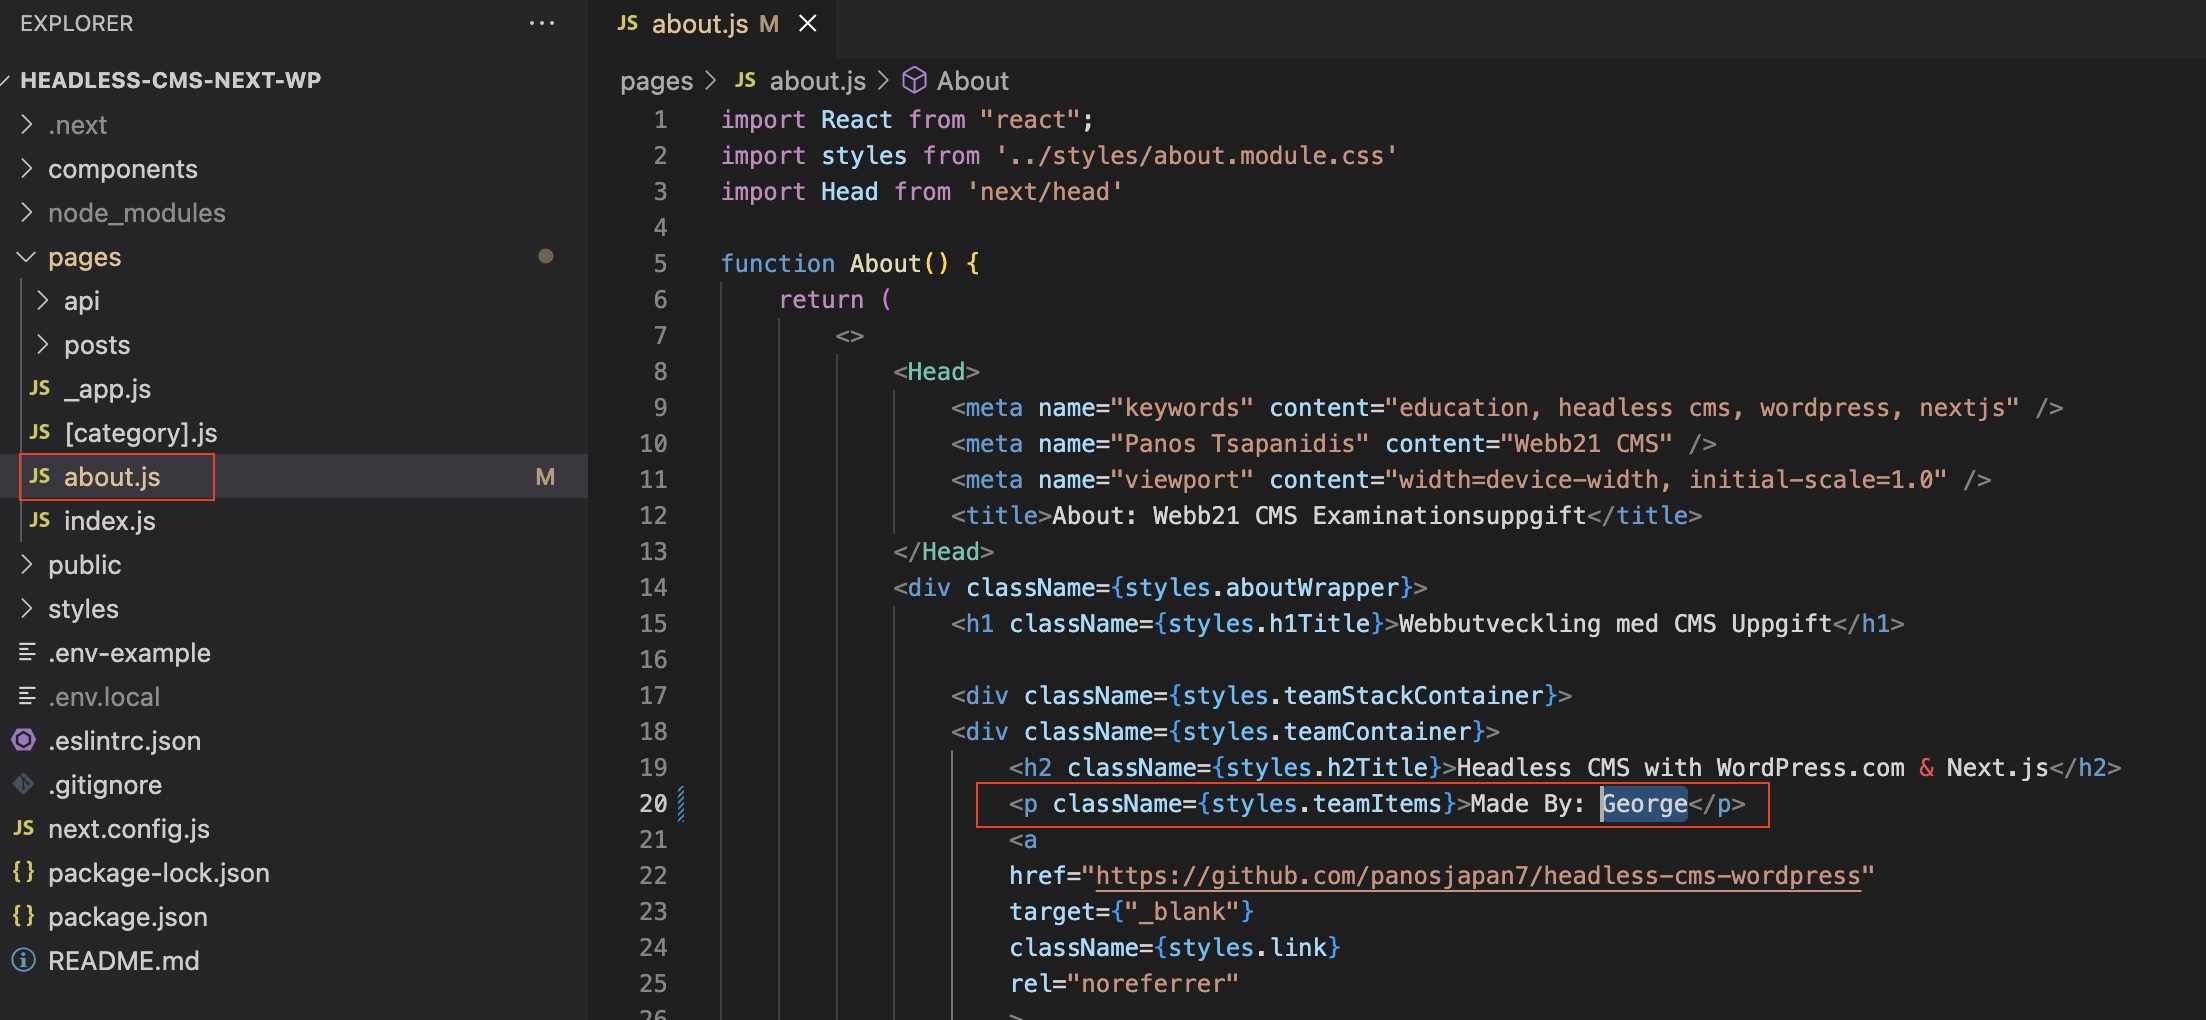 EXPLORER
HEADLESS-CMS-NEXT-WP
.next
components
node_modules
pages
api
posts
JS _app.js
JS [category].js
JS about.js M
JS index.js
public
styles
.env-example
.env.local
.eslintrc.json
.gitignore
JS next.config.js
{} package-lock.json
{} package.json
README.md
JS about.js M
pages > JS about.js > About
1 import React from "react";
2 import styles from '../styles/about.module.css'
3 import Head from 'next/head'
4
5 function About() {
6 return (
7 <>
8 <Head>
9 <meta name="keywords" content="education, headless cms, wordpress, nextjs" />
10 <meta name="Panos Tsapanidis" content="Webb21 CMS" />
11 <meta name="viewport" content="width=device-width, initial-scale=1.0" />
12 <title>About: Webb21 CMS Examinationsuppgift</title>
13 </Head>
14 <div className={styles.aboutWrapper}>
15 <h1 className={styles.h1Title}>Webbutveckling med CMS Uppgift</h1>
16
17 <div className={styles.teamStackContainer}>
18 <div className={styles.teamContainer}>
19 <h2 className={styles.h2Title}>Headless CMS with WordPress.com & Next.js</h2>
20 <p className={styles.teamItems}>Made By: George</p>
21 <a
22 href="https://github.com/panosjapan7/headless-cms-wordpress"
23 target={"_blank"}
24 className={styles.link}
25 rel="noreferrer"
26 >